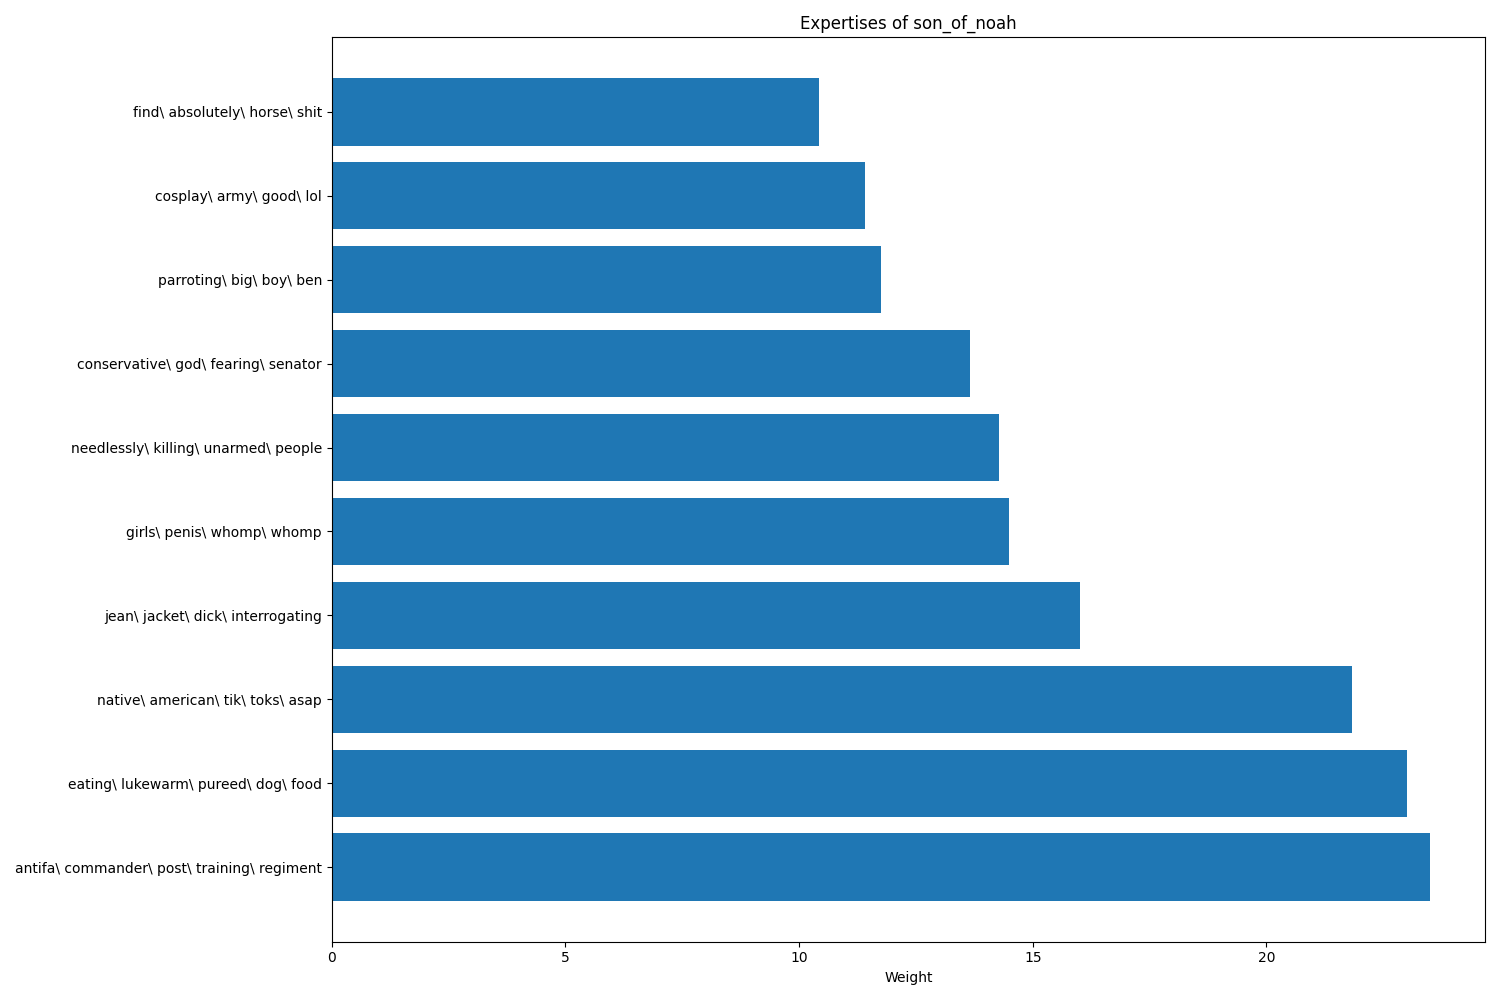 Expertises of son_of_noah
find\ absolutely\ horse\ shit
cosplay\ army\ good\ lol
parroting\ big\ boy\ ben
conservative\ god\ fearing\ senator
needlessly\ killing\ unarmed\ people
girls\ penis\ whomp\ whomp
jean\ jacket\ dick\ interrogating
native\ american\ tik\ toks\ asap
eating\ lukewarm\ pureed\ dog\ food
antifa\ commander\ post\ training\ regiment
0 5 10 15 20
Weight